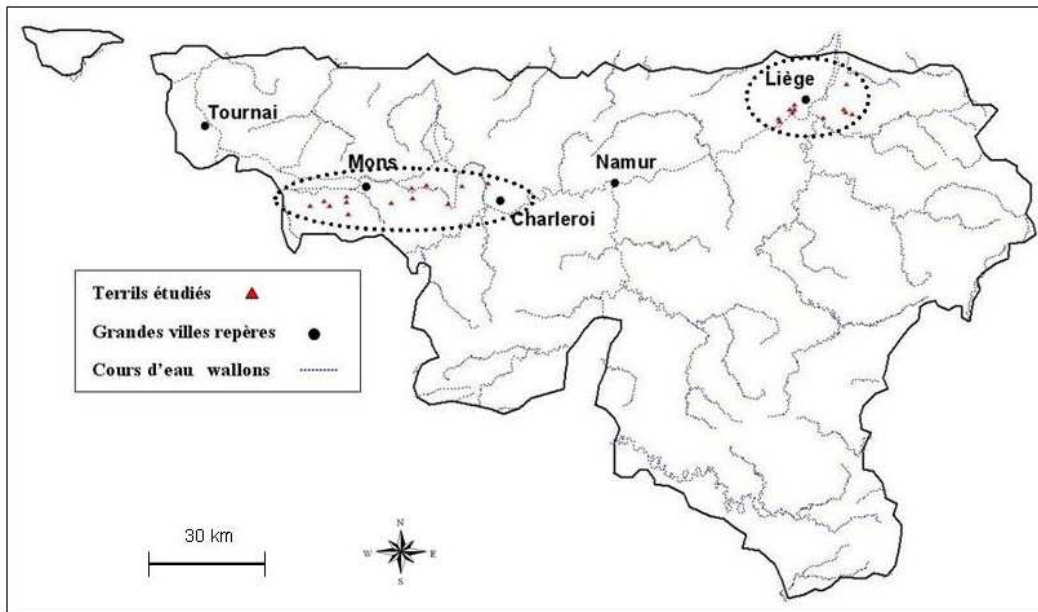 Liège
Tournai
Mons
Namur
Charleroi
Terrils étudiés
Grandes villes repères
Cours d'eau wallons
30 km
N
W E
S